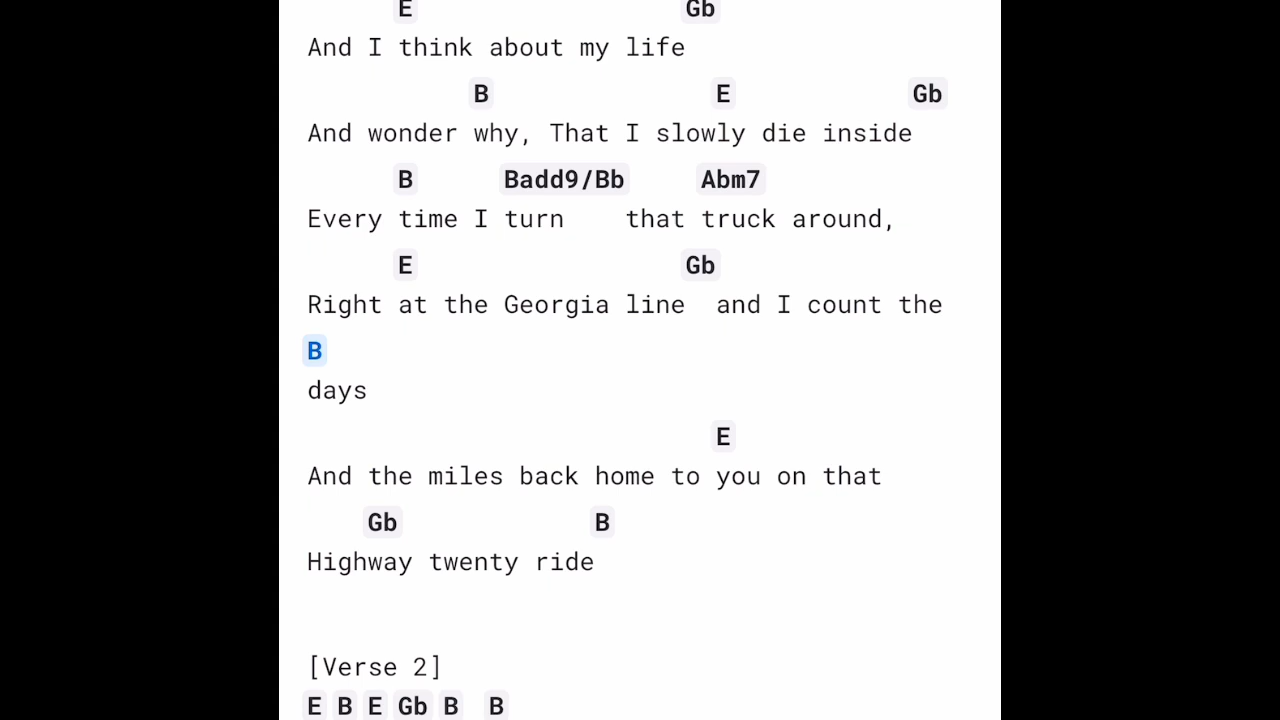 E Gb
And I think about my life
B E Gb
And wonder why, That I slowly die inside
B Badd9/Bb Abm7
Every time I turn that truck around,
E Gb
Right at the Georgia line and I count the
B
days
E
And the miles back home to you on that
Gb B
Highway twenty ride
[Verse 2]
E B E Gb B B